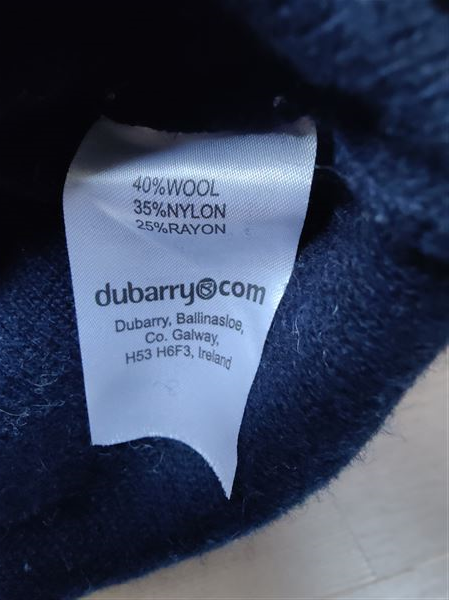 40%WOOL
35%NYLON
25%RAYON
dubarry.com
Dubarry, Ballinasloe,
Co. Galway,
H53 H6F3, Ireland